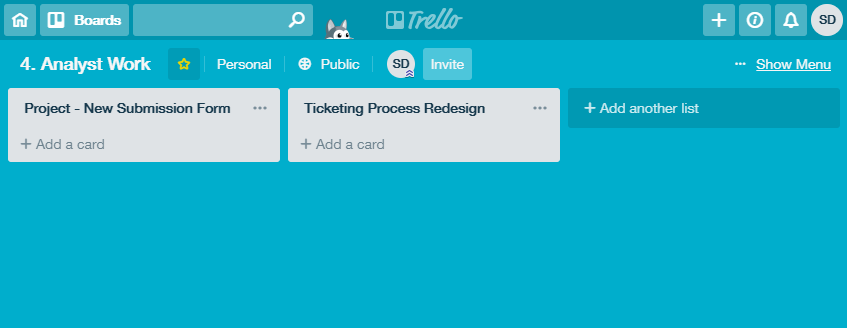 Boards
Trello
SD
4. Analyst Work
Personal
Public
SD
Invite
... Show Menu
Project - New Submission Form ...
+ Add a card
Ticketing Process Redesign ...
+ Add a card
+ Add another list